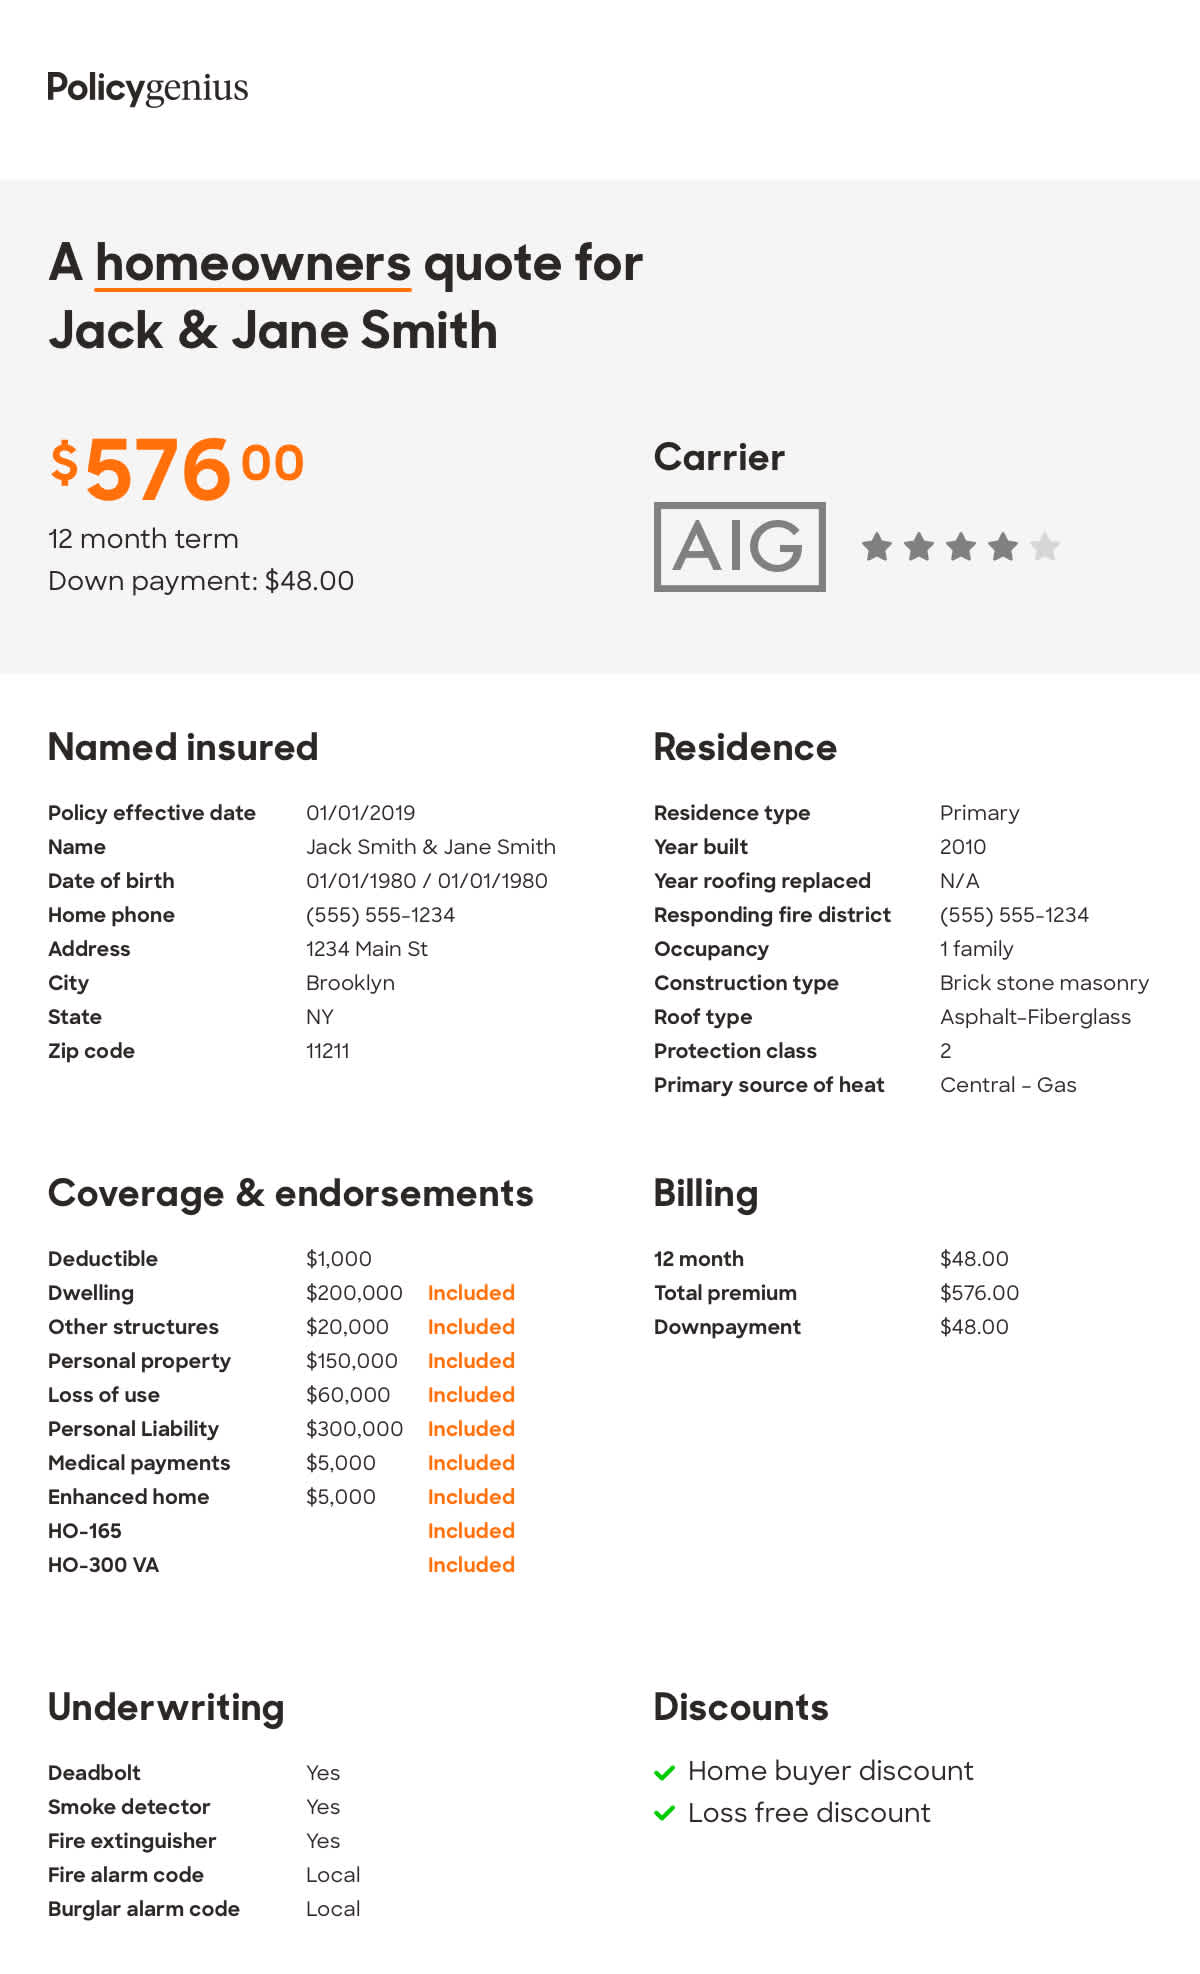 Policygenius
A homeowners quote for
Jack & Jane Smith
$576 00
12 month term
Down payment: $48.00
Carrier
AIG
Named insured
Policy effective date 01/01/2019
Name Jack Smith & Jane Smith
Date of birth 01/01/1980 / 01/01/1980
Home phone (555) 555-1234
Address 1234 Main St
City Brooklyn
State NY
Zip code 11211
Residence
Residence type Primary
Year built 2010
Year roofing replaced N/A
Responding fire district (555) 555-1234
Occupancy 1 family
Construction type Brick stone masonry
Roof type Asphalt-Fiberglass
Protection class 2
Primary source of heat Central - Gas
Coverage & endorsements
Deductible $1,000
Dwelling $200,000 Included
Other structures $20,000 Included
Personal property $150,000 Included
Loss of use $60,000 Included
Personal Liability $300,000 Included
Medical payments $5,000 Included
Enhanced home $5,000 Included
HO-165 Included
HO-300 VA Included
Billing
12 month $48.00
Total premium $576.00
Downpayment $48.00
Underwriting
Deadbolt Yes
Smoke detector Yes
Fire extinguisher Yes
Fire alarm code Local
Burglar alarm code Local
Discounts
Home buyer discount
Loss free discount